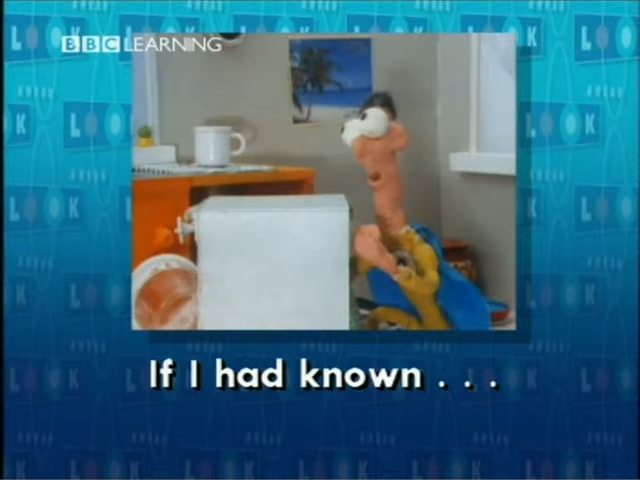 BBC LEARNING
If I had known . . .